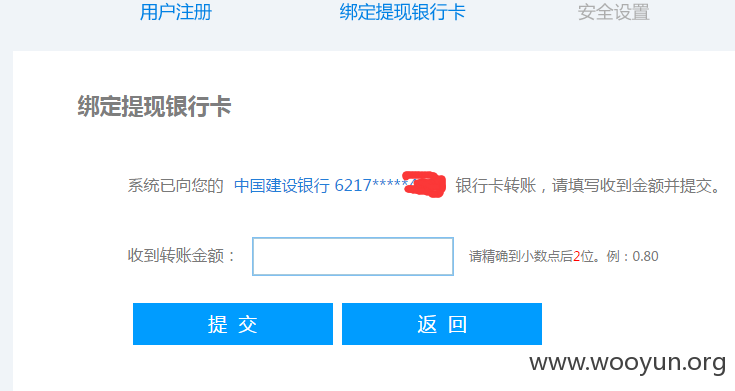 用户注册 绑定提现银行卡 安全设置
绑定提现银行卡
系统已向您的 中国建设银行 6217***** 银行卡转账，请填写收到金额并提交。
收到转账金额： 请精确到小数点后2位。例：0.80
提 交 返 回
www.wooyun.org